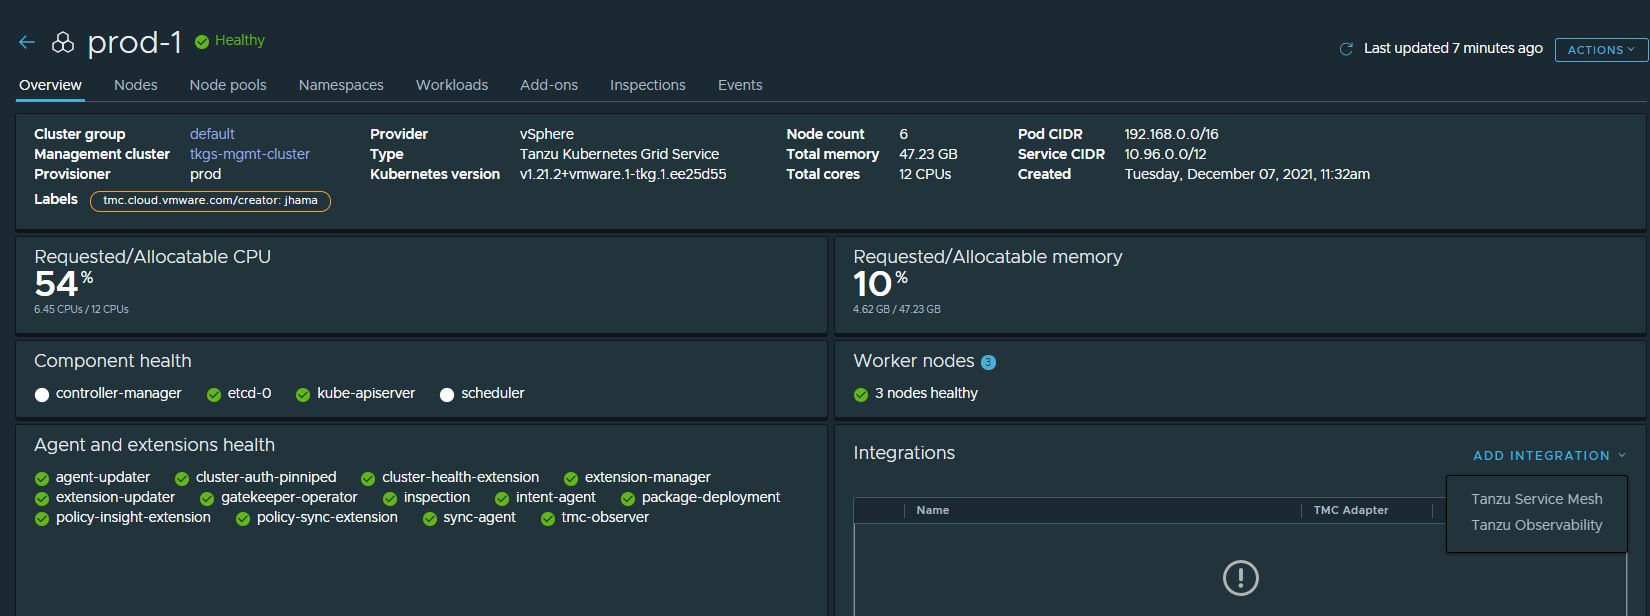 prod-1 Healthy
Last updated 7 minutes ago ACTIONS
Overview Nodes Node pools Namespaces Workloads Add-ons Inspections Events
Cluster group default
Management cluster tkgs-mgmt-cluster
Provisioner prod
Labels tmc.cloud.vmware.com/creator: jhama
Provider vSphere
Type Tanzu Kubernetes Grid Service
Kubernetes version v1.21.2+vmware.1-tkg.1.ee25d55
Node count 6
Total memory 47.23 GB
Total cores 12 CPUs
Pod CIDR 192.168.0.0/16
Service CIDR 10.96.0.0/12
Created Tuesday, December 07, 2021, 11:32am
Requested/Allocatable CPU
54%
6.45 CPUs / 12 CPUs
Requested/Allocatable memory
10%
4.62 GB / 47.23 GB
Component health
controller-manager etcd-0 kube-apiserver scheduler
Worker nodes 3
3 nodes healthy
Agent and extensions health
agent-updater cluster-auth-pinniped cluster-health-extension extension-manager
extension-updater gatekeeper-operator inspection intent-agent package-deployment
policy-insight-extension policy-sync-extension sync-agent tmc-observer
Integrations
ADD INTEGRATION
Tanzu Service Mesh
Tanzu Observability
Name TMC Adapter